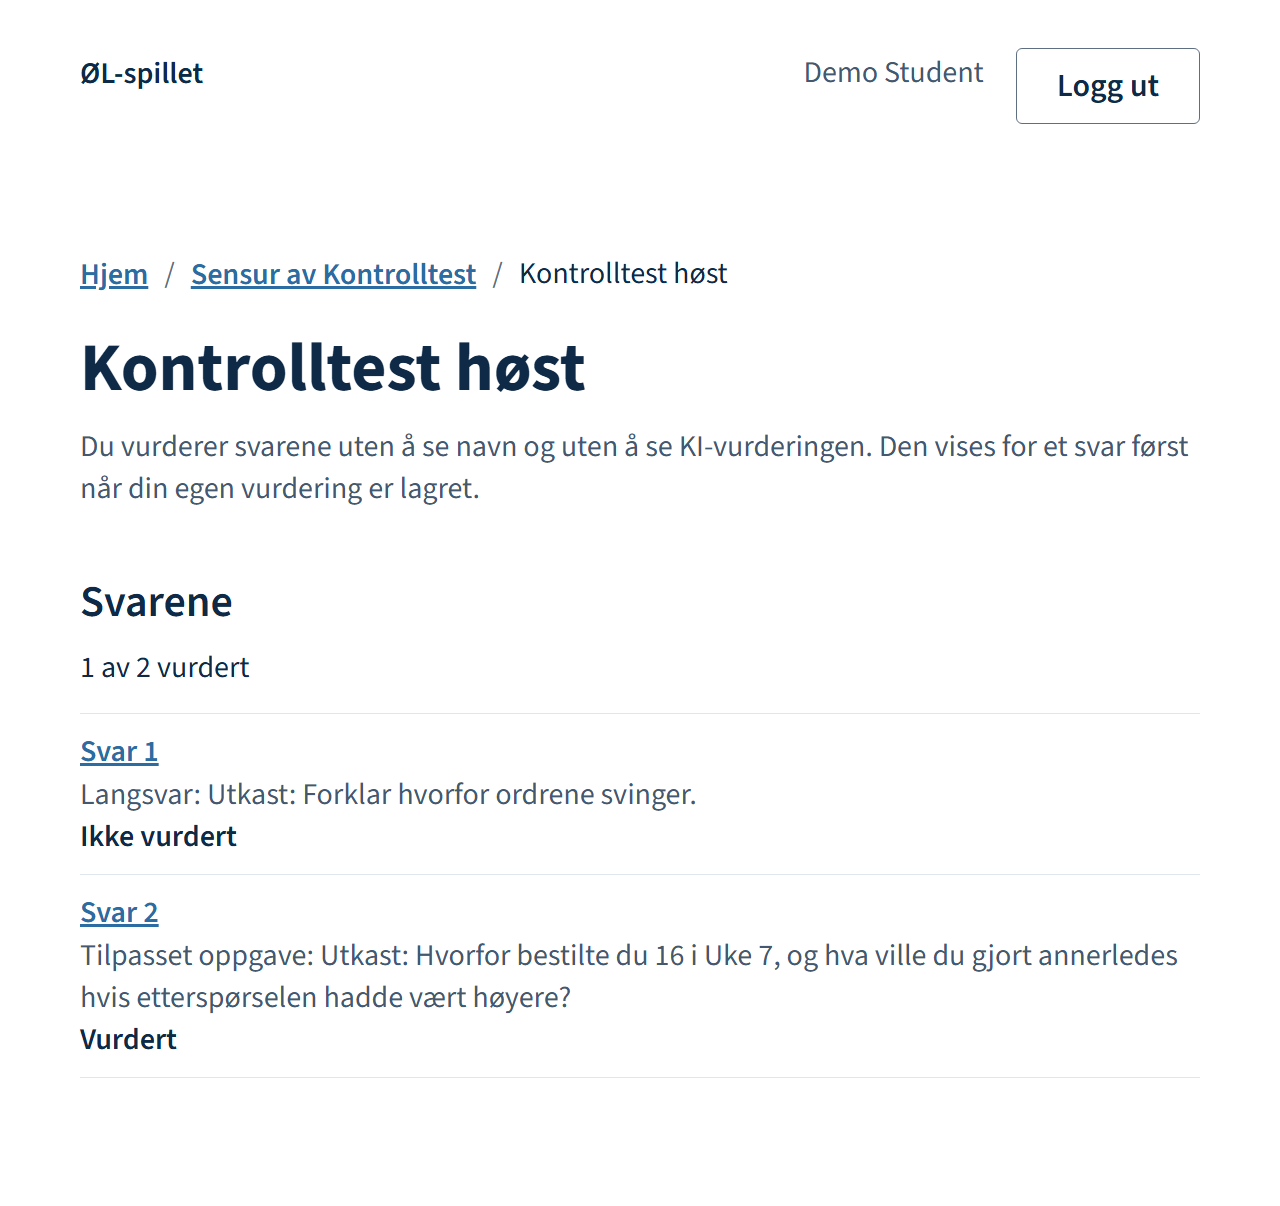 ØL-spillet
Demo Student
Logg ut
Hjem / Sensur av Kontrolltest / Kontrolltest høst
Kontrolltest høst
Du vurderer svarene uten å se navn og uten å se KI-vurderingen. Den vises for et svar først
når din egen vurdering er lagret.
Svarene
1 av 2 vurdert
Svar 1
Langsvar: Utkast: Forklar hvorfor ordrene svinger.
Ikke vurdert
Svar 2
Tilpasset oppgave: Utkast: Hvorfor bestilte du 16 i Uke 7, og hva ville du gjort annerledes
hvis etterspørselen hadde vært høyere?
Vurdert